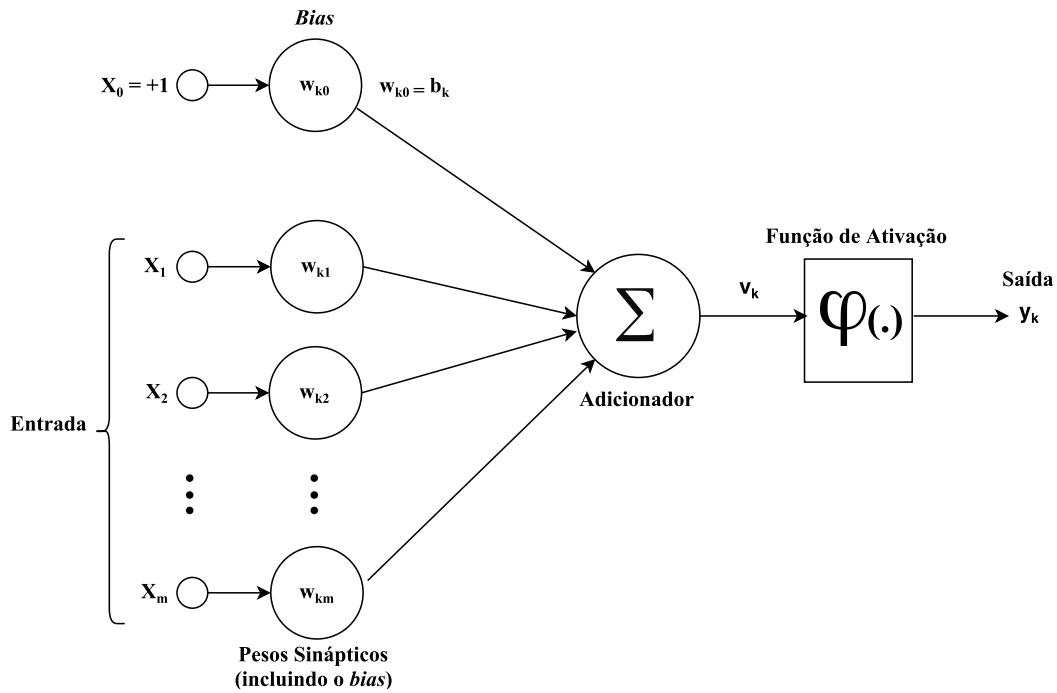 Bias
X₀ = +1
wₖ₀
wₖ₀ = bₖ
X₁
wₖ₁
X₂
wₖ₂
Entrada
Xₘ
wₖₘ
Pesos Sinápticos
(incluindo o bias)
Σ
Adicionador
vₖ
Função de Ativação
φ(.)
Saída
yₖ